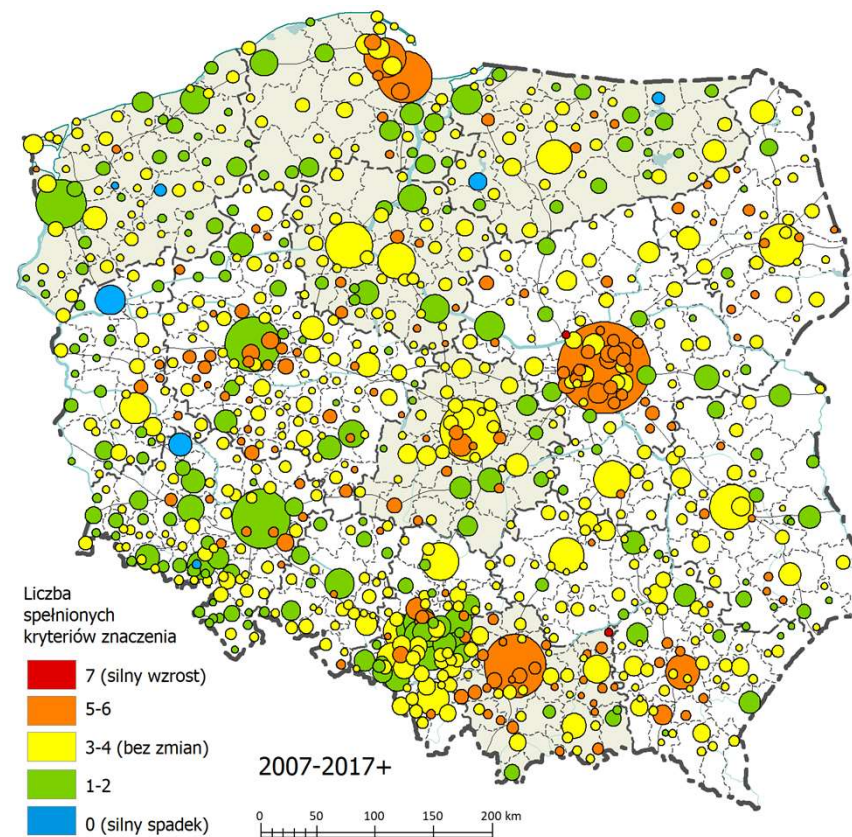 Liczba
spełnionych
kryteriów znaczenia
7 (silny wzrost)
5-6
3-4 (bez zmian)
1-2
0 (silny spadek)
2007-2017+
0 50 100 150 200 km